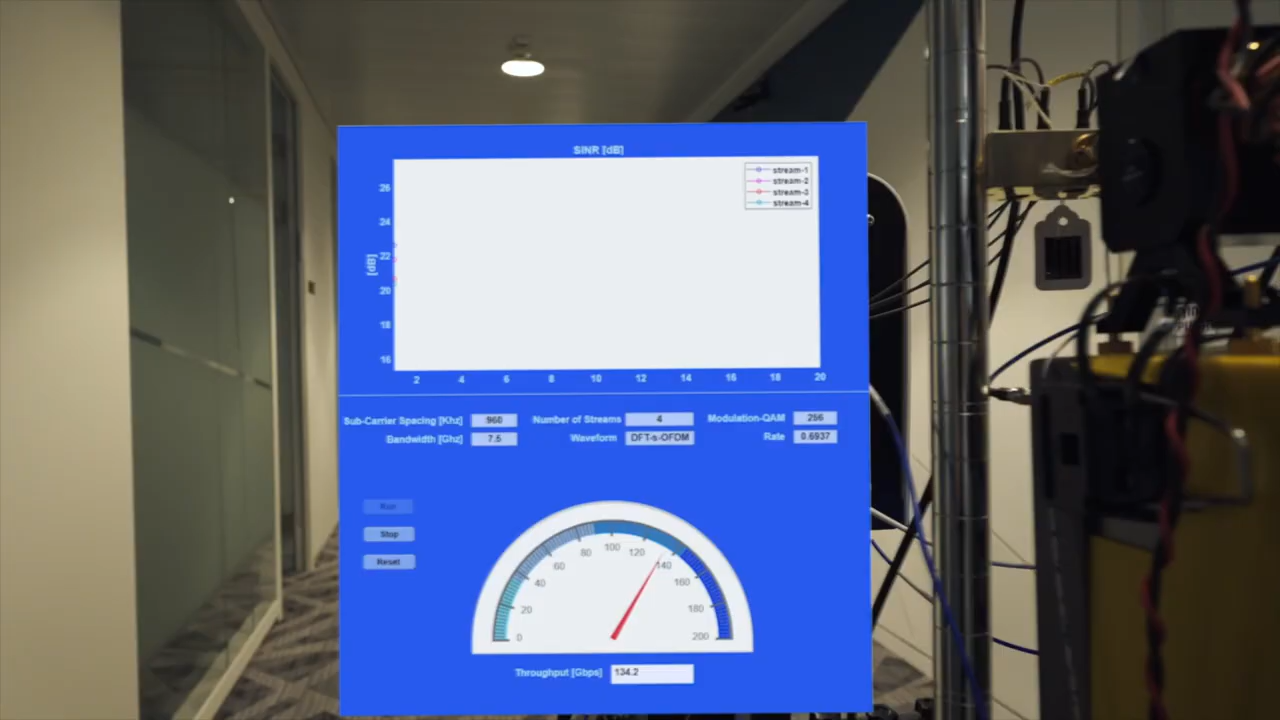 SINR [dB]
stream-1
stream-2
stream-3
stream-4
26
24
22
20
18
16
[dB]
2 4 6 8 10 12 14 16 18 20
Sub-Carrier Spacing [Khz] 960 Number of Streams 4 Modulation-QAM 256
Bandwidth [Ghz] 7.5 Waveform DFT-s-OFDM Rate 0.6937
Run
Stop
Reset
0 20 40 60 80 100 120 140 160 180 200
Throughput [Gbps] 134.2